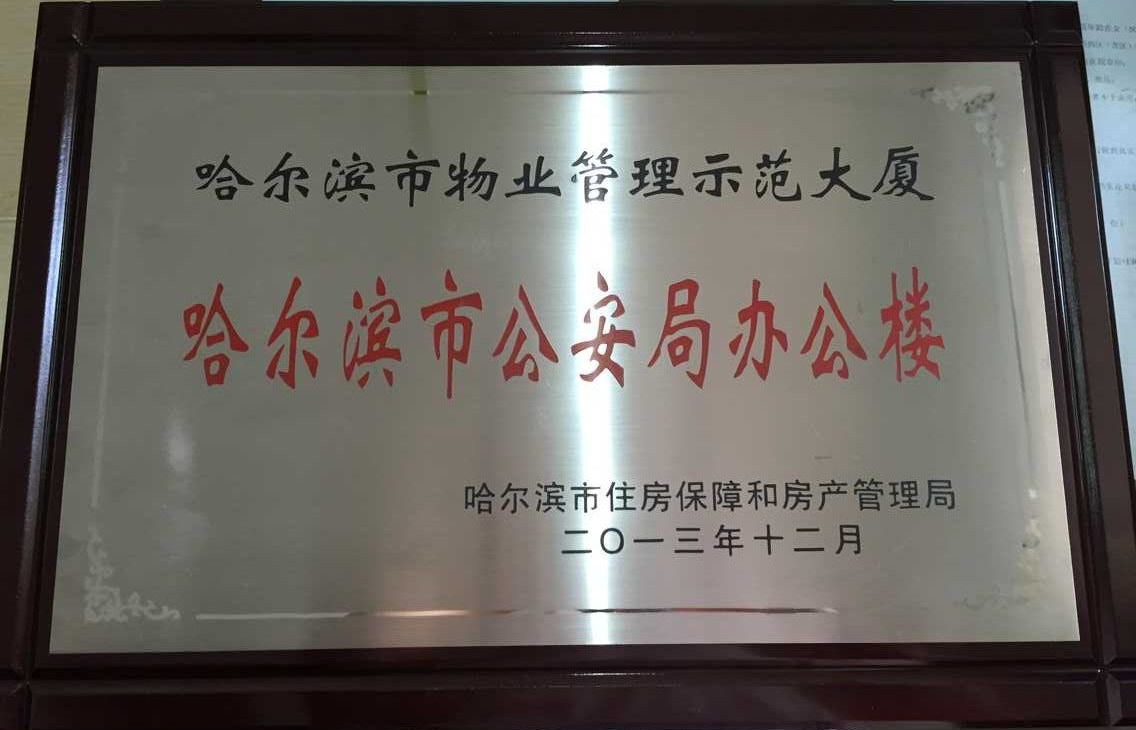 哈尔滨市物业管理示范大厦
哈尔滨市公安局办公楼
哈尔滨市住房保障和房产管理局
二〇一三年十二月